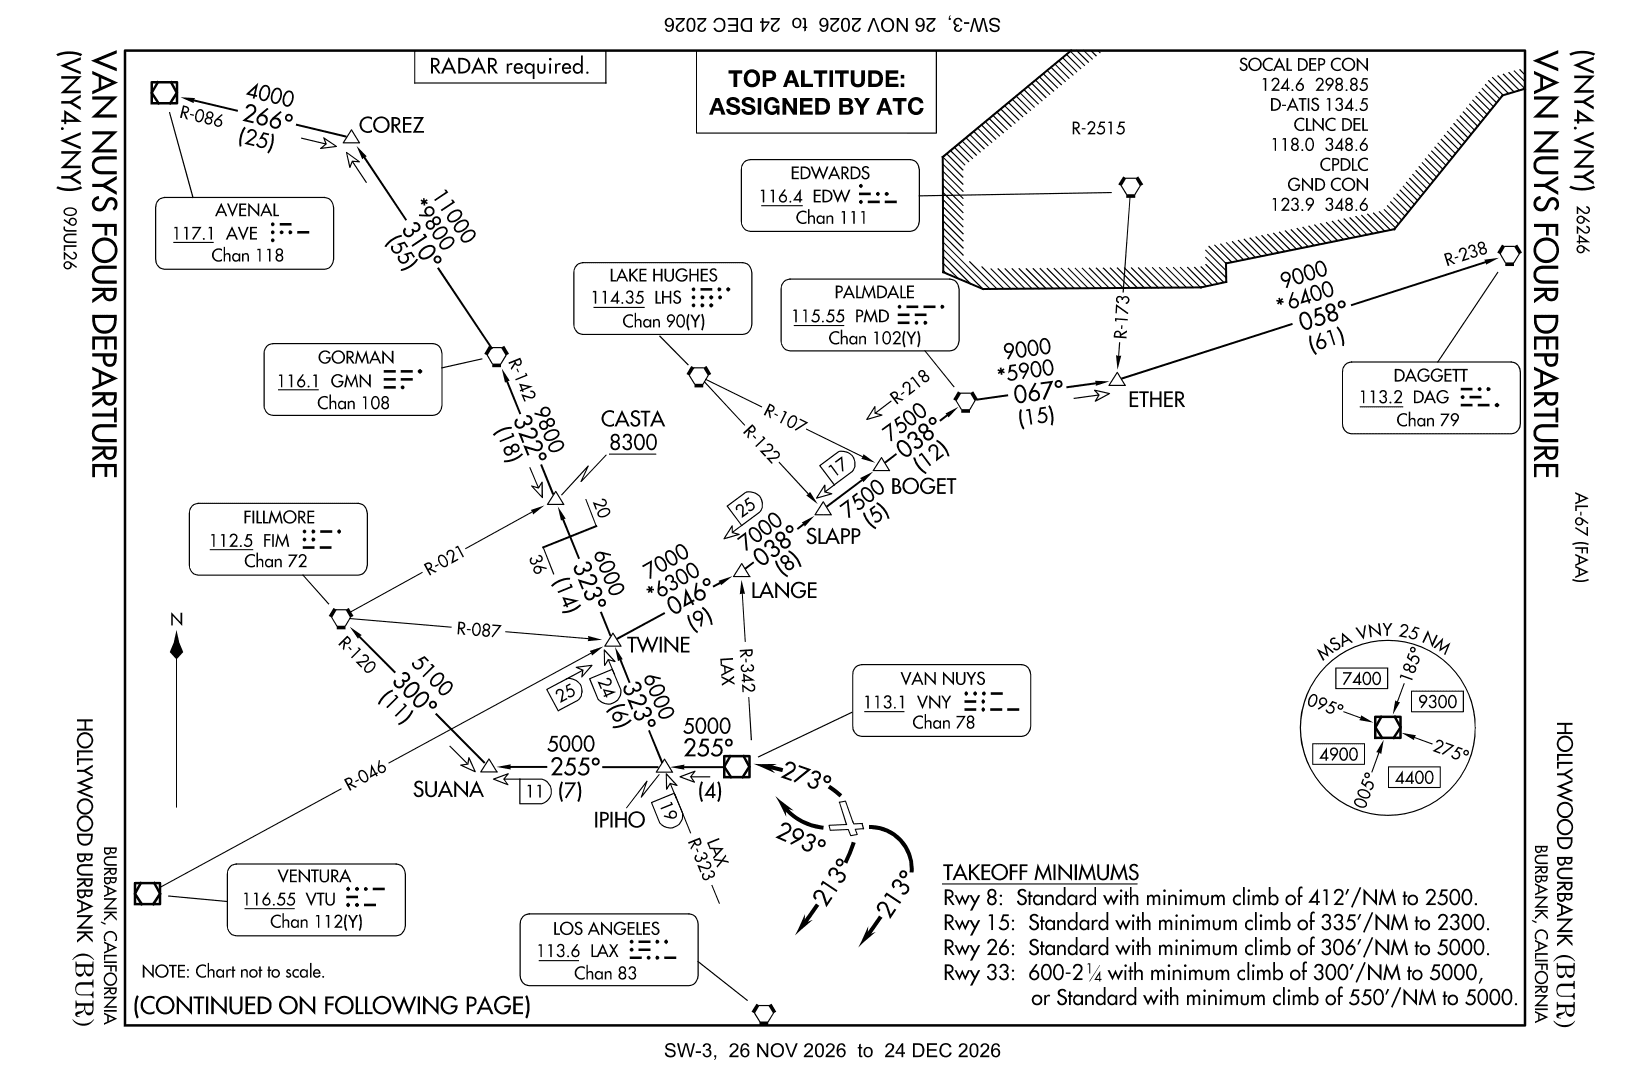 SW-3, 26 NOV 2026 to 24 DEC 2026
(VNY4.VNY) 09JUL26
VAN NUYS FOUR DEPARTURE
(VNY4.VNY) 26246
VAN NUYS FOUR DEPARTURE
AL-67 (FAA)
RADAR required.
TOP ALTITUDE:
ASSIGNED BY ATC
SOCAL DEP CON
124.6 298.85
D-ATIS 134.5
CLNC DEL
118.0 348.6
CPDLC
GND CON
123.9 348.6
R-2515
4000
266°
(25)
R-086
COREZ
AVENAL
117.1 AVE
Chan 118
11000
*9800
310°
(55)
EDWARDS
116.4 EDW
Chan 111
R-173
LAKE HUGHES
114.35 LHS
Chan 90(Y)
PALMDALE
115.55 PMD
Chan 102(Y)
9000
*6400
058°
(61)
R-238
9000
*5900
067°
(15)
ETHER
DAGGETT
113.2 DAG
Chan 79
GORMAN
116.1 GMN
Chan 108
R-142
9800
322°
(18)
CASTA
8300
R-107
R-122
R-218
7500
038°
(12)
17
BOGET
7500
(5)
SLAPP
25
7000
038°
(8)
LANGE
FILLMORE
112.5 FIM
Chan 72
R-021
20
36
6000
323°
(14)
7000
*6300
046°
(9)
R-087
TWINE
N
R-120
5100
300°
(11)
25
24
6000
323°
(6)
R-342
LAX
VAN NUYS
113.1 VNY
Chan 78
5000
255°
(4)
5000
255°
(7)
SUANA
11
IPIHO
19
LAX
R-323
R-046
273°
293°
213°
213°
MSA VNY 25 NM
7400
185°
9300
095°
275°
4900
4400
005°
VENTURA
116.55 VTU
Chan 112(Y)
LOS ANGELES
113.6 LAX
Chan 83
TAKEOFF MINIMUMS
Rwy 8: Standard with minimum climb of 412'/NM to 2500.
Rwy 15: Standard with minimum climb of 335'/NM to 2300.
Rwy 26: Standard with minimum climb of 306'/NM to 5000.
Rwy 33: 600-2¼ with minimum climb of 300'/NM to 5000,
or Standard with minimum climb of 550'/NM to 5000.
NOTE: Chart not to scale.
(CONTINUED ON FOLLOWING PAGE)
BURBANK, CALIFORNIA
HOLLYWOOD BURBANK (BUR)
HOLLYWOOD BURBANK (BUR)
BURBANK, CALIFORNIA
SW-3, 26 NOV 2026 to 24 DEC 2026